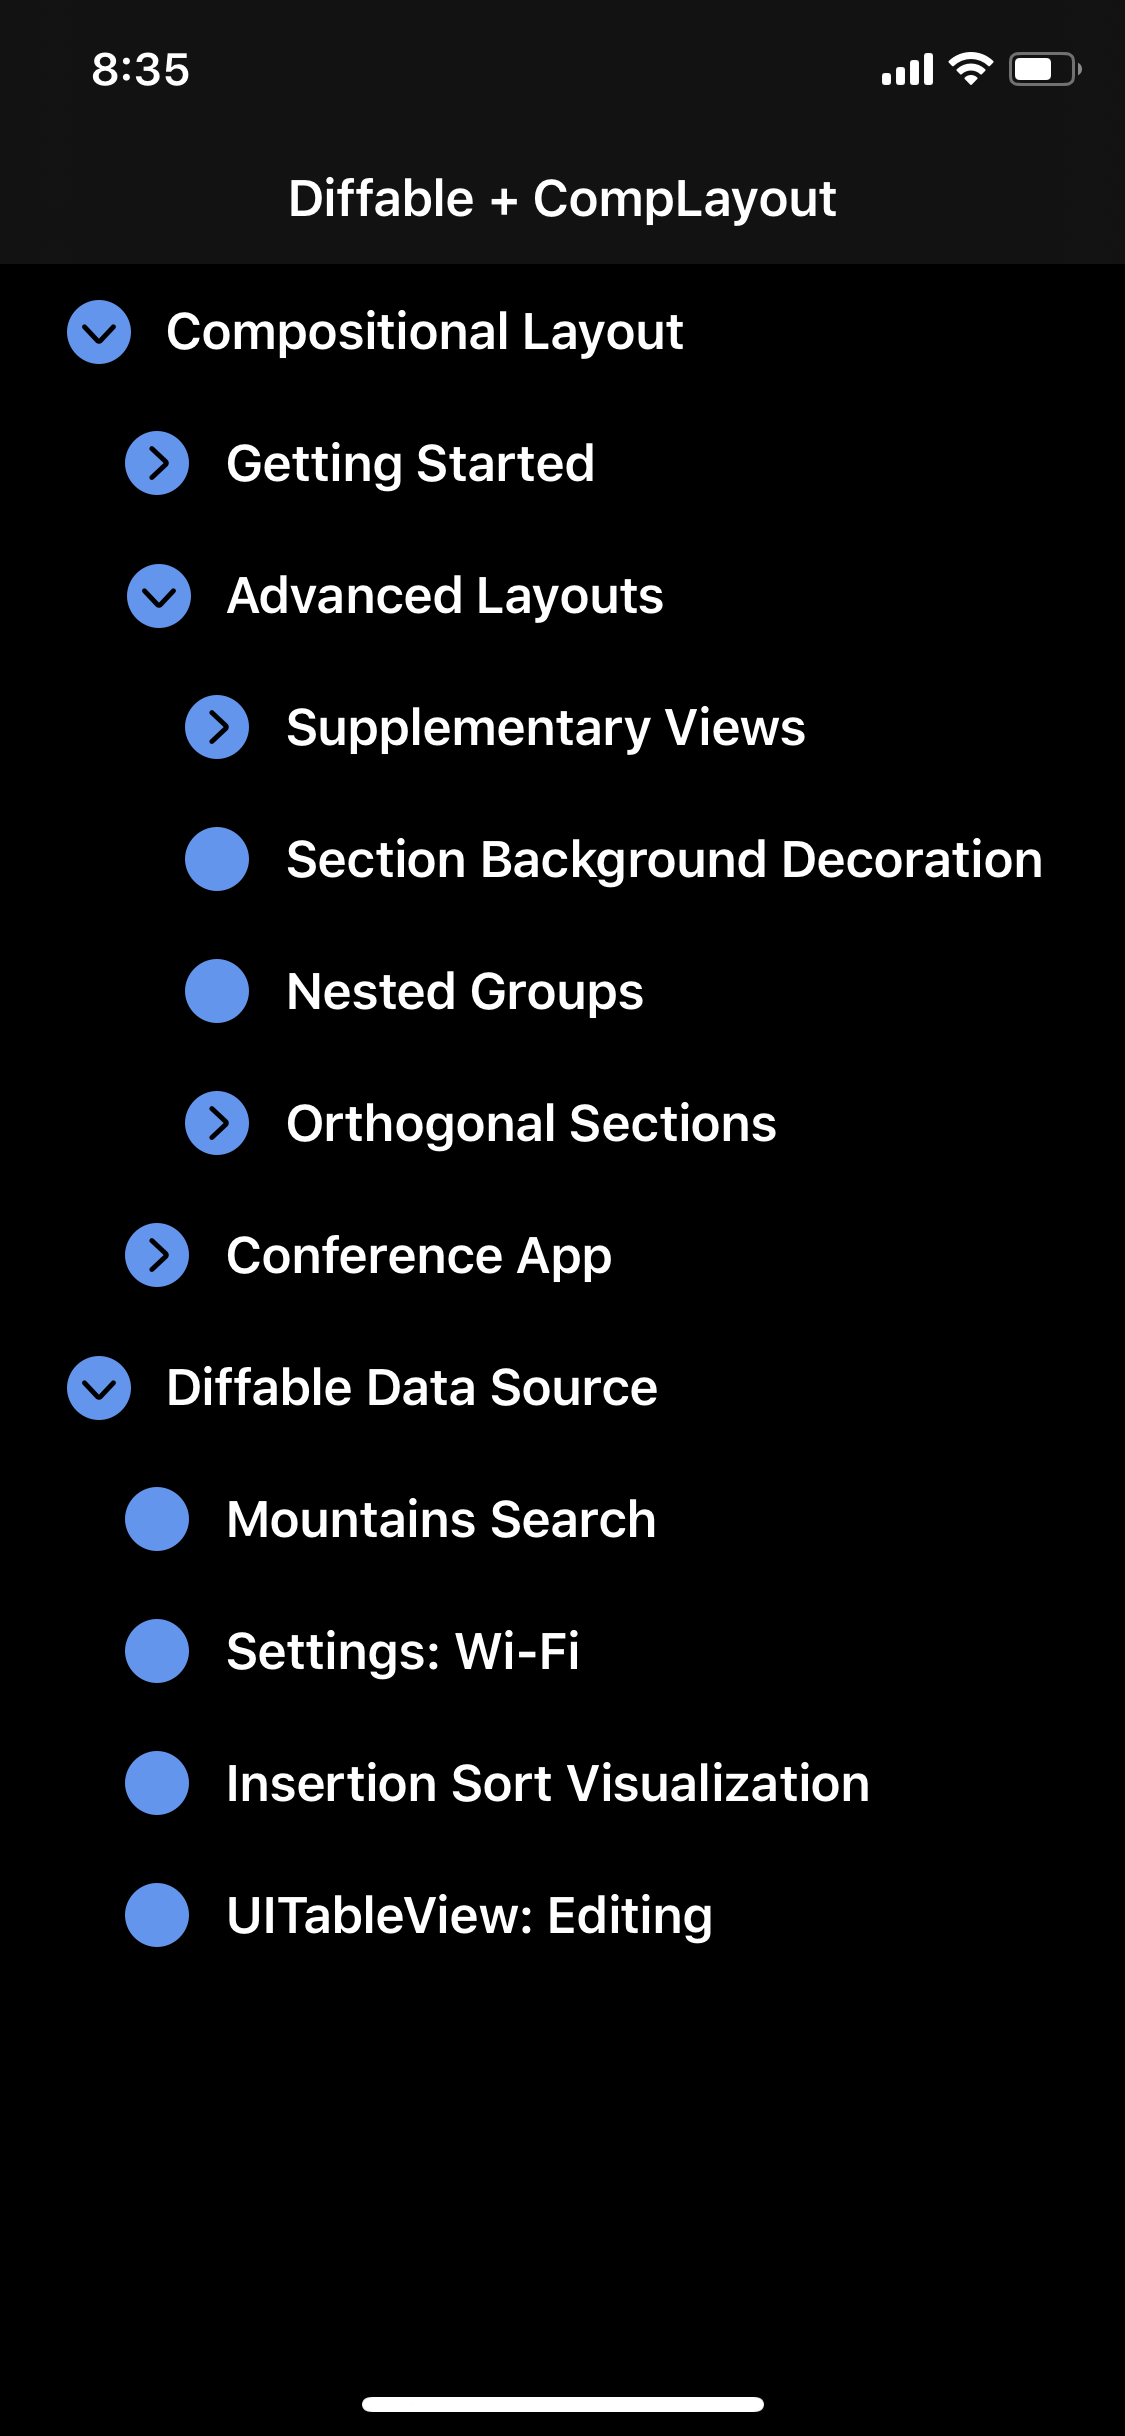 8:35
Diffable + CompLayout
Compositional Layout
Getting Started
Advanced Layouts
Supplementary Views
Section Background Decoration
Nested Groups
Orthogonal Sections
Conference App
Diffable Data Source
Mountains Search
Settings: Wi-Fi
Insertion Sort Visualization
UITableView: Editing